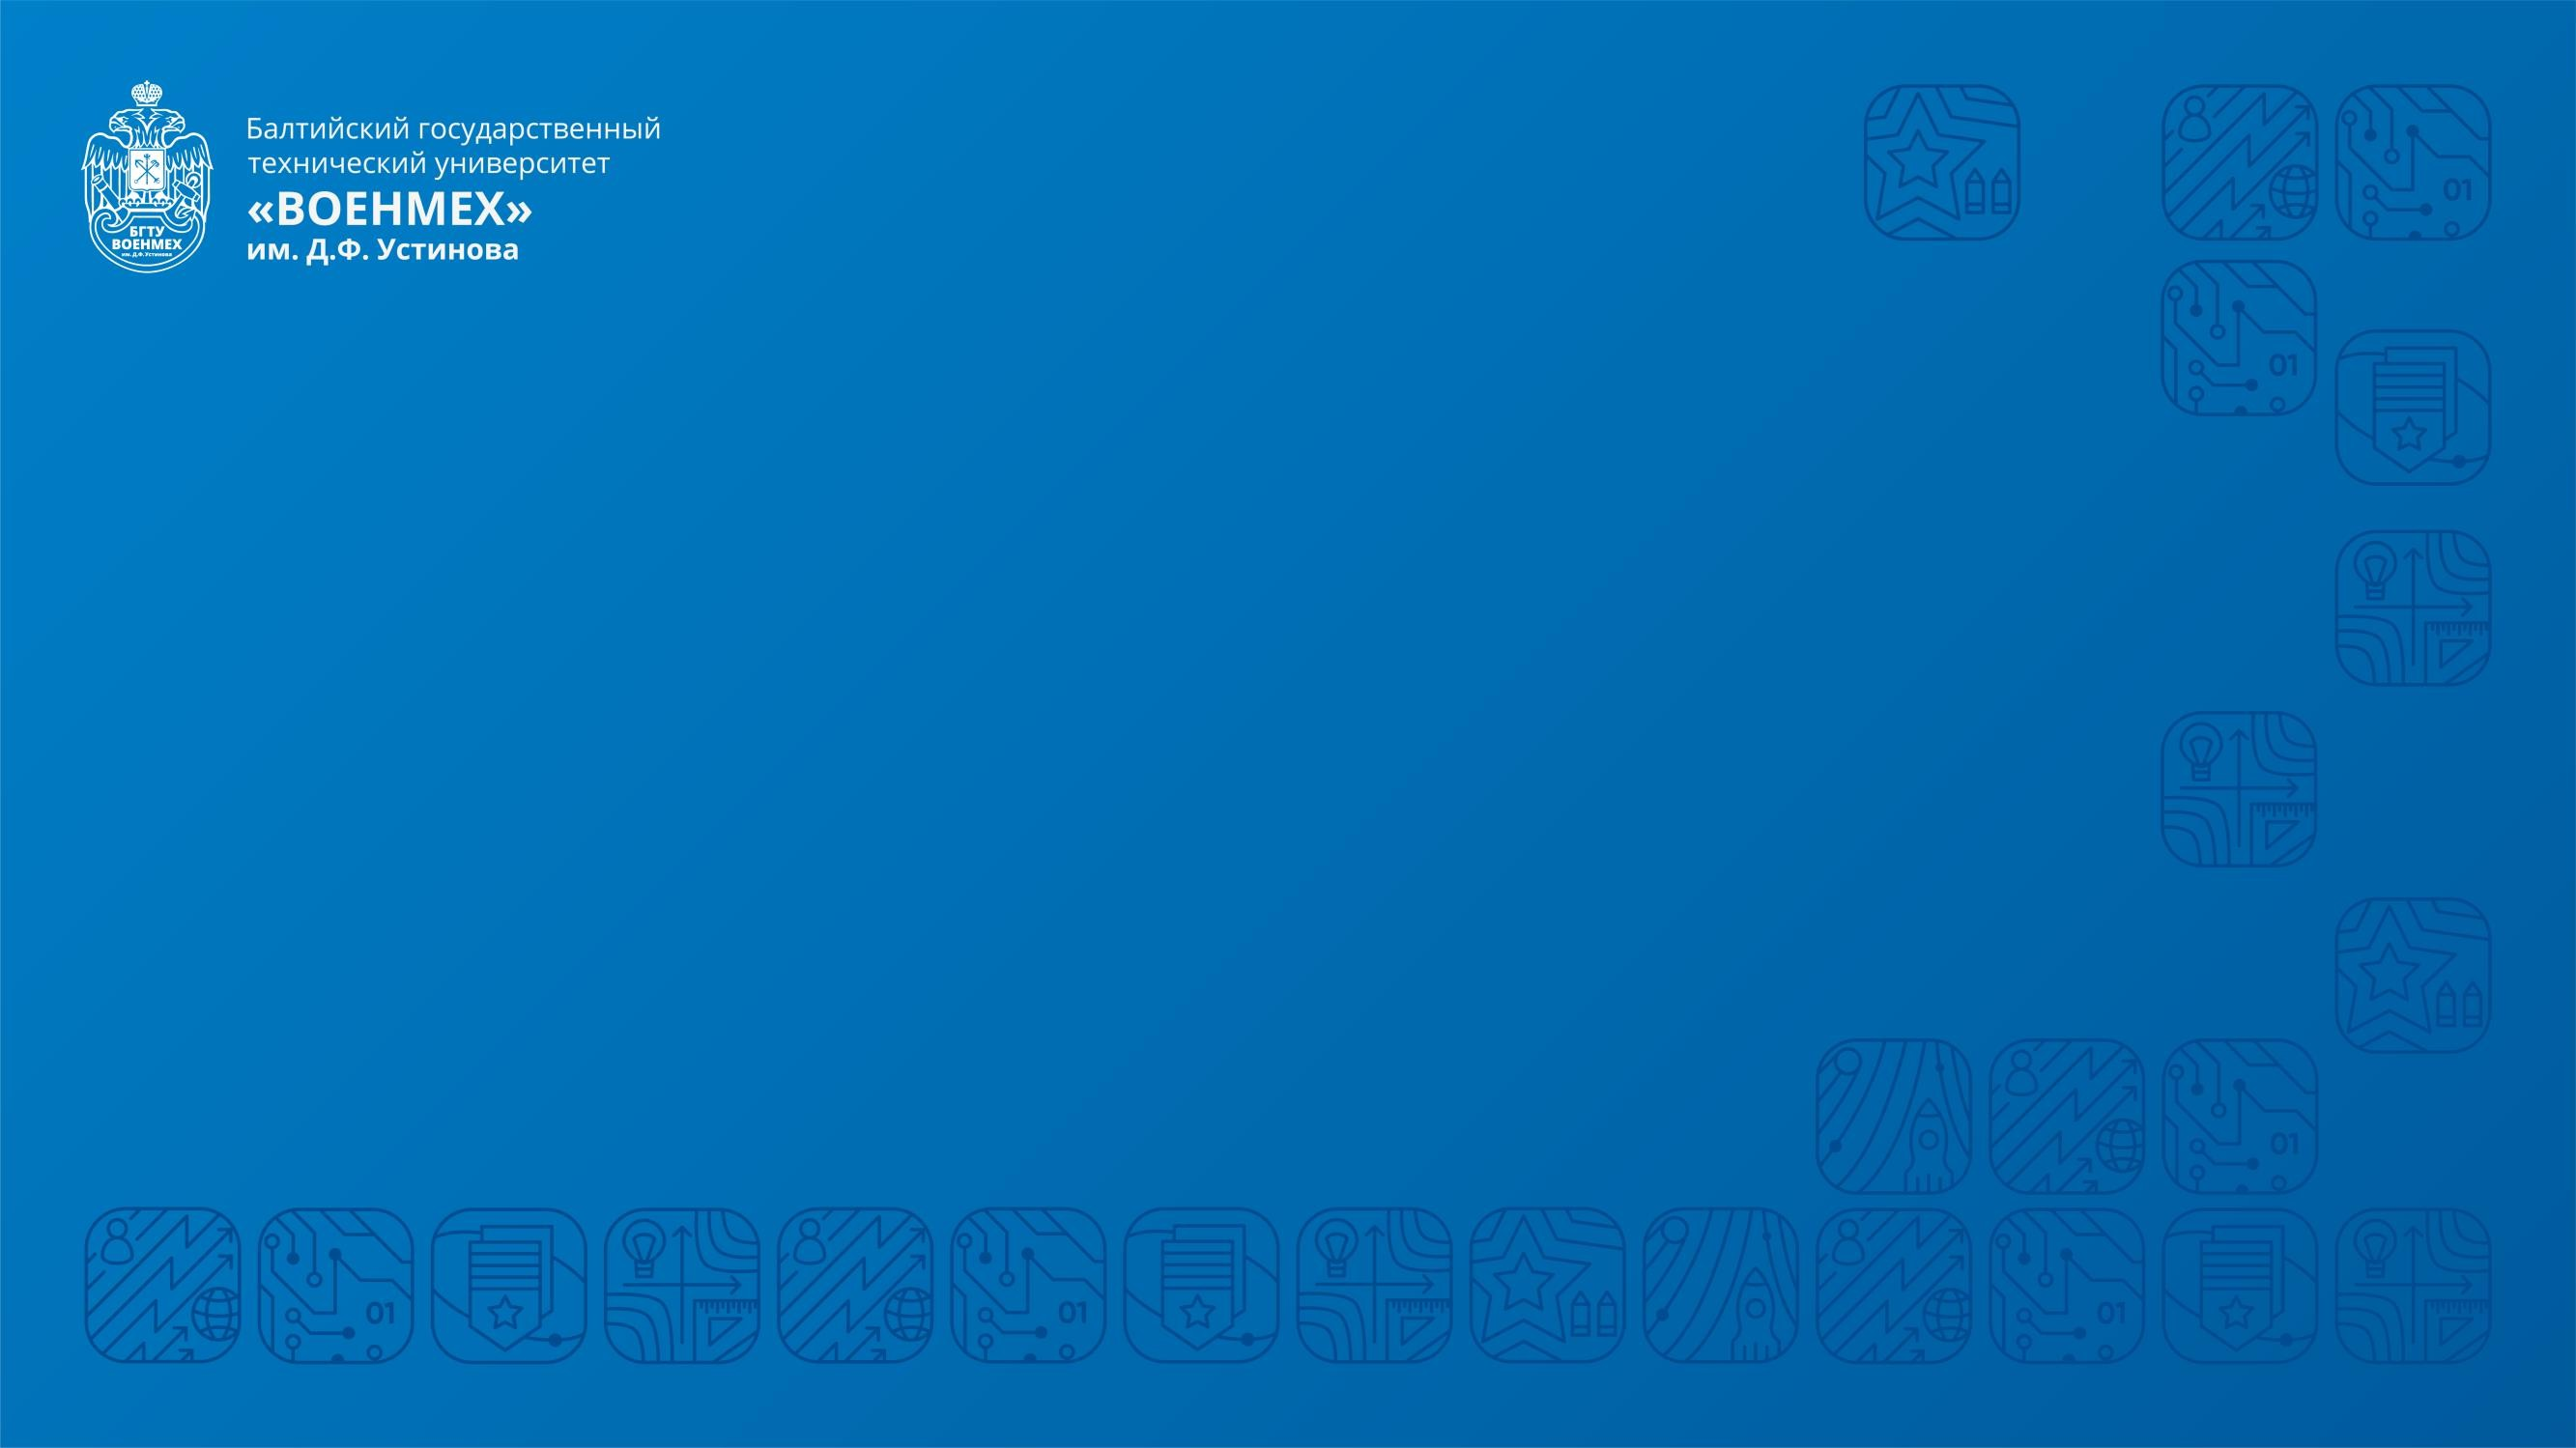 Балтийский государственный
технический университет
«ВОЕНМЕХ»
им. Д.Ф. Устинова
БГТУ
ВОЕНМЕХ
им. Д.Ф.Устинова
01
01
01
01
01
01